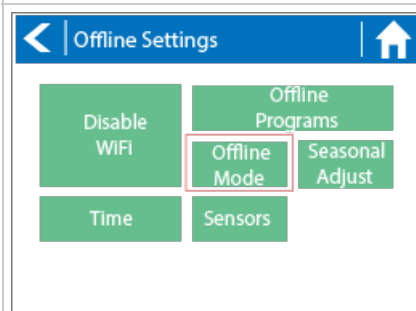 Offline Settings
Disable
WiFi
Offline
Programs
Offline
Mode
Seasonal
Adjust
Time
Sensors